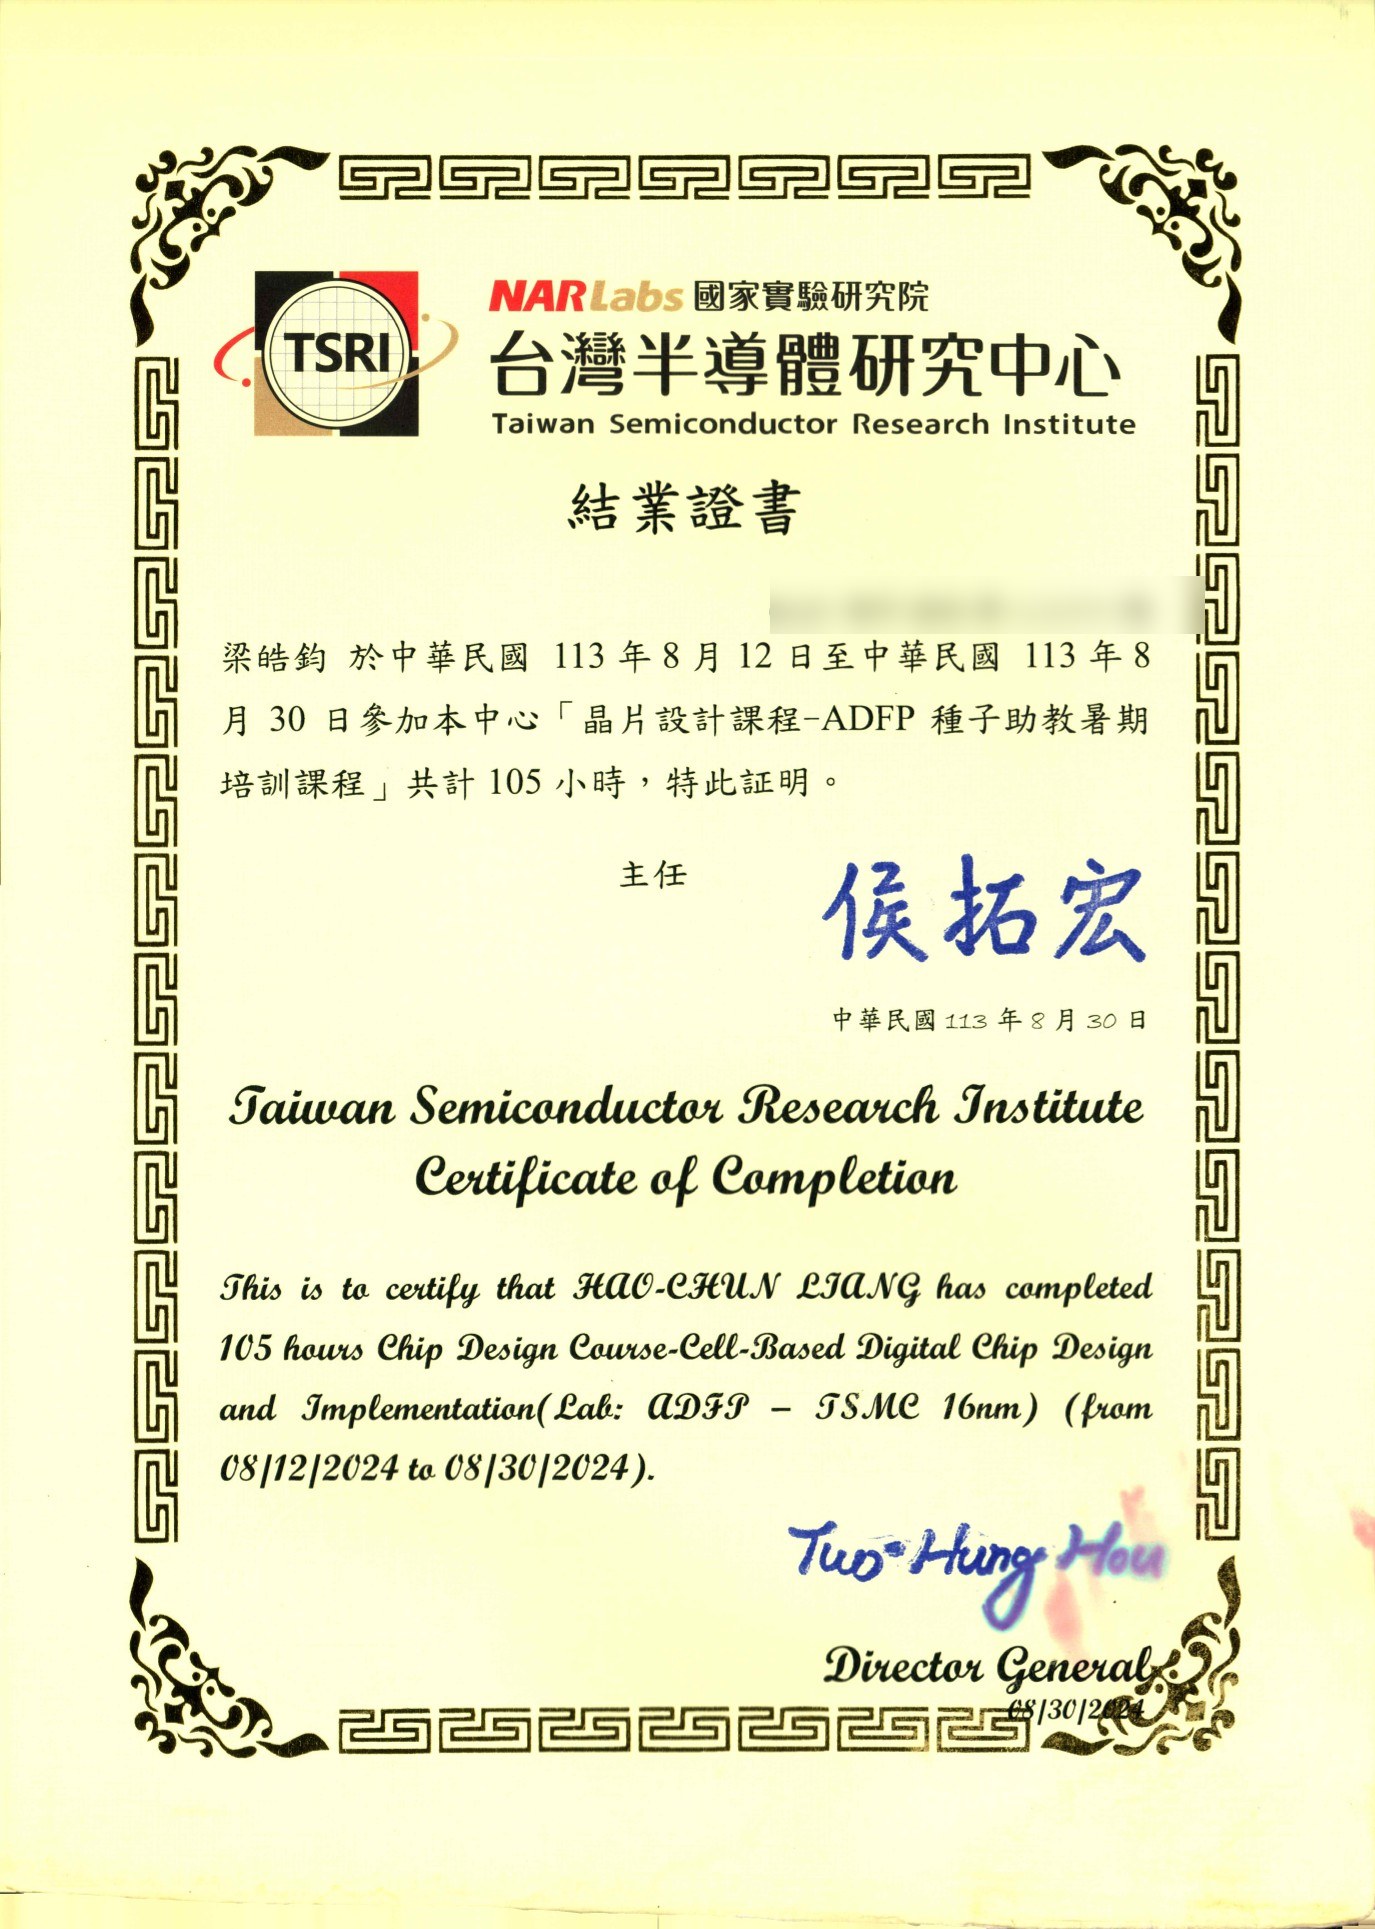 TSRI
NARLabs 國家實驗研究院
台灣半導體研究中心
Taiwan Semiconductor Research Institute
結業證書
梁皓鈞 於中華民國 113 年 8 月 12 日至中華民國 113 年 8
月 30 日參加本中心「晶片設計課程-ADFP 種子助教暑期
培訓課程」共計 105 小時，特此証明。
主任 侯拓宏
中華民國 113 年 8 月 30 日
Taiwan Semiconductor Research Institute
Certificate of Completion
This is to certify that HAO-CHUN LIANG has completed
105 hours Chip Design Course-Cell-Based Digital Chip Design
and Implementation(Lab: ADFP – TSMC 16nm) (from
08/12/2024 to 08/30/2024).
Tuo-Hung Hou
Director General
08/30/2024